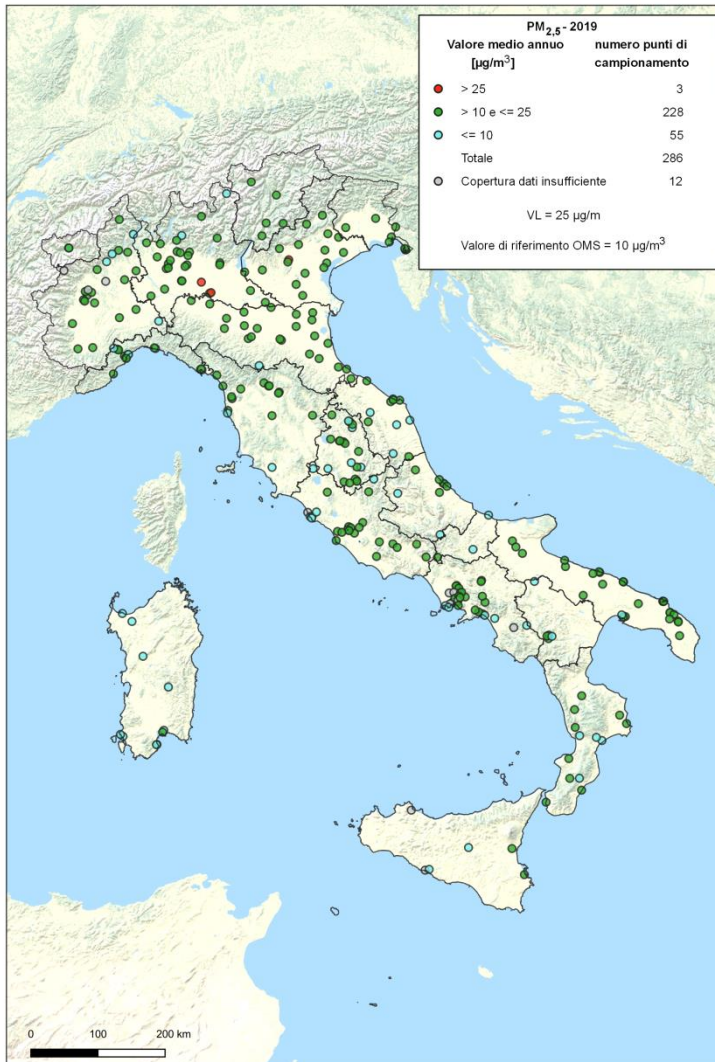 PM2,5 - 2019
Valore medio annuo numero punti di
[µg/m3] campionamento
> 25 3
> 10 e <= 25 228
<= 10 55
Totale 286
Copertura dati insufficiente 12
VL = 25 µg/m
Valore di riferimento OMS = 10 µg/m3
0 100 200 km